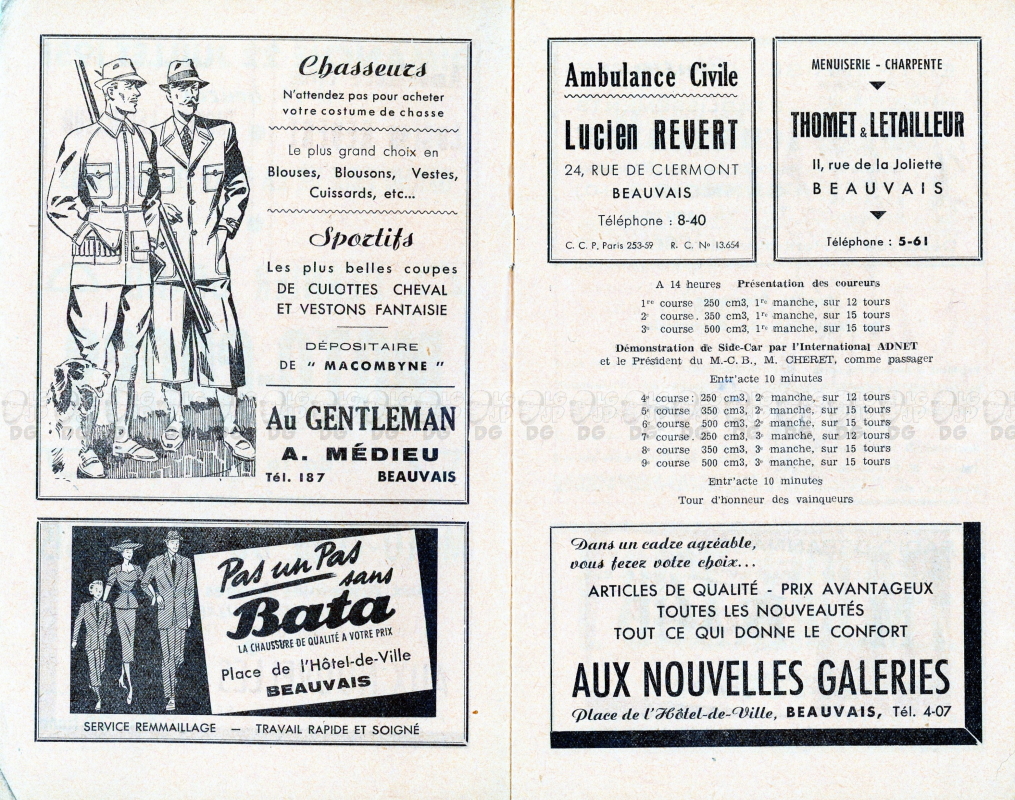 Chasseurs
N'attendez pas pour acheter
votre costume de chasse
Le plus grand choix en
Blouses, Blousons, Vestes,
Cuissards, etc...
Sportifs
Les plus belles coupes
DE CULOTTES CHEVAL
ET VESTONS FANTAISIE
DÉPOSITAIRE
DE " MACOMBYNE "
Au GENTLEMAN
A. MÉDIEU
Tél. 187 BEAUVAIS
Pas un Pas
sans
Bata
LA CHAUSSURE DE QUALITÉ A VOTRE PRIX
Place de l'Hôtel-de-Ville
BEAUVAIS
SERVICE REMMAILLAGE — TRAVAIL RAPIDE ET SOIGNÉ
Ambulance Civile
Lucien REVERT
24, RUE DE CLERMONT
BEAUVAIS
Téléphone : 8-40
C. C. P. Paris 253-59 R. C. Nº 13.654
MENUISERIE - CHARPENTE
THOMET & LETAILLEUR
II, rue de la Joliette
BEAUVAIS
Téléphone : 5-61
A 14 heures Présentation des coureurs
1re course 250 cm3, 1re manche, sur 12 tours
2e course. 350 cm3, 1re manche, sur 15 tours
3e course 500 cm3, 1re manche, sur 15 tours
Démonstration de Side-Car par l'International ADNET
et le Président du M.-C. B., M. CHERET, comme passager
Entr'acte 10 minutes
4e course: 250 cm3, 2e manche, sur 12 tours
5e course 350 cm3, 2e manche, sur 15 tours
6e course 500 cm3, 2e manche, sur 15 tours
7e course. 250 cm3, 3e manche, sur 12 tours
8e course 350 cm3, 3e manche, sur 15 tours
9e course 500 cm3, 3e manche, sur 15 tours
Entr'acte 10 minutes
Tour d'honneur des vainqueurs
Dans un cadre agréable,
vous ferez votre choix...
ARTICLES DE QUALITÉ - PRIX AVANTAGEUX
TOUTES LES NOUVEAUTÉS
TOUT CE QUI DONNE LE CONFORT
AUX NOUVELLES GALERIES
Place de l'Hôtel-de-Ville, BEAUVAIS, Tél. 4-07